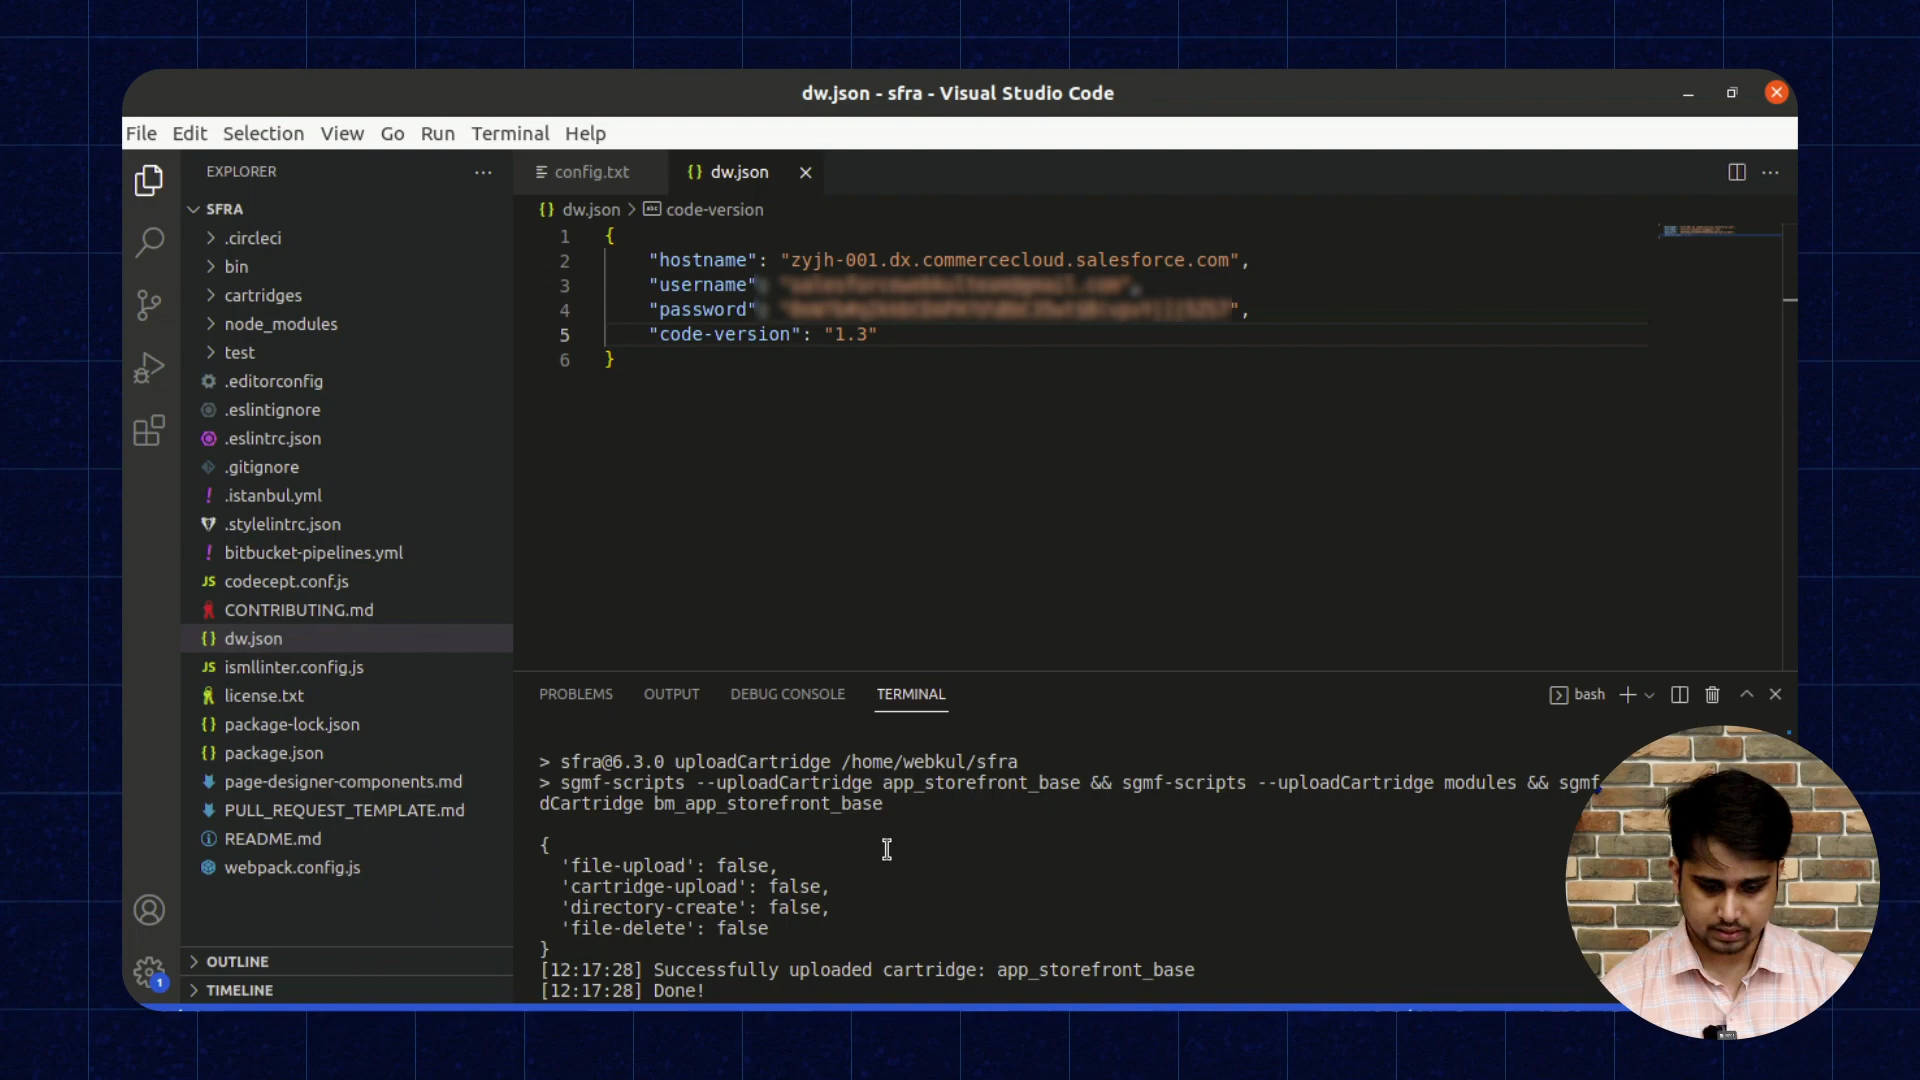 dw.json - sfra - Visual Studio Code
File Edit Selection View Go Run Terminal Help
EXPLORER
SFRA
.circleci
bin
cartridges
node_modules
test
.editorconfig
.eslintignore
.eslintrc.json
.gitignore
.istanbul.yml
.stylelintrc.json
bitbucket-pipelines.yml
codecept.conf.js
CONTRIBUTING.md
dw.json
ismllinter.config.js
license.txt
package-lock.json
package.json
page-designer-components.md
PULL_REQUEST_TEMPLATE.md
README.md
webpack.config.js
OUTLINE
TIMELINE
1
config.txt dw.json
dw.json > code-version
1 {
2 "hostname": "zyjh-001.dx.commercecloud.salesforce.com",
3 "username"
4 "password" ",
5 "code-version": "1.3"
6 }
PROBLEMS OUTPUT DEBUG CONSOLE TERMINAL bash
> sfra@6.3.0 uploadCartridge /home/webkul/sfra
> sgmf-scripts --uploadCartridge app_storefront_base && sgmf-scripts --uploadCartridge modules && sgmf
dCartridge bm_app_storefront_base
{
'file-upload': false,
'cartridge-upload': false,
'directory-create': false,
'file-delete': false
}
[12:17:28] Successfully uploaded cartridge: app_storefront_base
[12:17:28] Done!